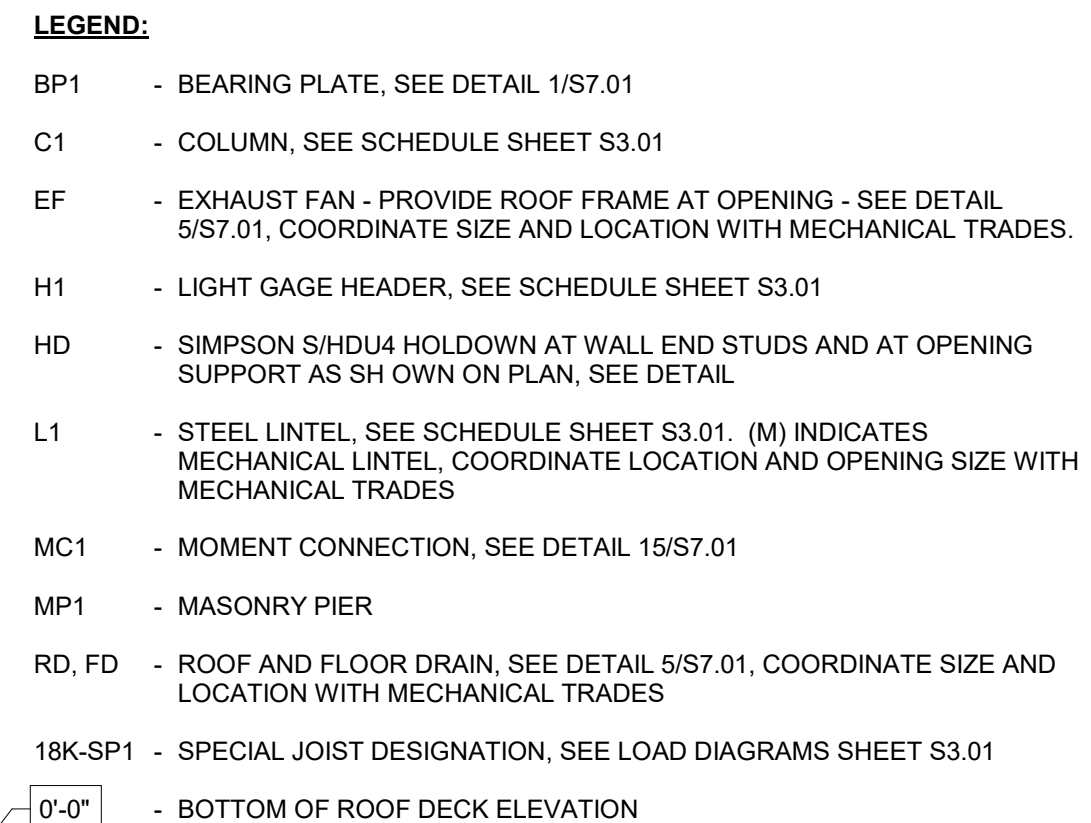 LEGEND:
BP1 - BEARING PLATE, SEE DETAIL 1/S7.01
C1 - COLUMN, SEE SCHEDULE SHEET S3.01
EF - EXHAUST FAN - PROVIDE ROOF FRAME AT OPENING - SEE DETAIL
5/S7.01, COORDINATE SIZE AND LOCATION WITH MECHANICAL TRADES.
H1 - LIGHT GAGE HEADER, SEE SCHEDULE SHEET S3.01
HD - SIMPSON S/HDU4 HOLDOWN AT WALL END STUDS AND AT OPENING
SUPPORT AS SH OWN ON PLAN, SEE DETAIL
L1 - STEEL LINTEL, SEE SCHEDULE SHEET S3.01. (M) INDICATES
MECHANICAL LINTEL, COORDINATE LOCATION AND OPENING SIZE WITH
MECHANICAL TRADES
MC1 - MOMENT CONNECTION, SEE DETAIL 15/S7.01
MP1 - MASONRY PIER
RD, FD - ROOF AND FLOOR DRAIN, SEE DETAIL 5/S7.01, COORDINATE SIZE AND
LOCATION WITH MECHANICAL TRADES
18K-SP1 - SPECIAL JOIST DESIGNATION, SEE LOAD DIAGRAMS SHEET S3.01
0'-0" - BOTTOM OF ROOF DECK ELEVATION